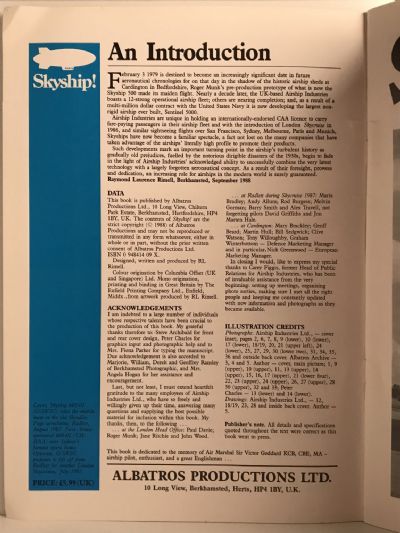 Skyship!
An Introduction
February 3 1979 is destined to become an increasingly significant date in future
aeronautical chronologies for on that day in the shadow of the historic airship sheds at
Cardington in Bedfordshire, Roger Munk's pre-production prototype of what is now the
Skyship 500 made its maiden flight. Nearly a decade later, the UK-based Airship Industries
boasts a 12-strong operational airship fleet; others are nearing completion; and, as a result of a
multi-million dollar contract with the United States Navy it is now developing the largest non-
rigid airship ever built, Sentinel 5000.
Airship Industries are unique in holding an internationally-endorsed CAA licence to carry
fee-paying passengers in their airship fleet and with the introduction of London Skycruise in
1986, and similar sightseeing flights over San Francisco, Sydney, Melbourne, Paris and Munich,
Skyships have now become a familiar spectacle, a fact not lost on the many companies that have
taken advantage of the airships' literally high profile to promote their products.
Such developments mark an important turning point in the airship's turbulent history as
gradually old prejudices, fuelled by the notorious dirigible disasters of the 1930s, begin to fade
in the light of Airship Industries' acknowledged ability to successfully combine the very latest
technology with a largely forgotten aeronautical concept. As a result of their foresight, prowess
and dedication, an increasing role for airships in the modern world is surely guaranteed.
Raymond Laurence Rimell, Berkhamsted, September 1988
DATA
This book is published by Albatros
Productions Ltd., 10 Long View, Chiltern
Park Estate, Berkhamsted, Hertfordshire, HP4
1BY, UK. The contents of Skyship! are the
strict copyright (© 1988) of Albatros
Productions and may not be reproduced or
transmitted in any form whatsoever, either in
whole or in part, without the prior written
consent of Albatros Productions Ltd.
ISBN 0 948414 09 X.
Designed, written and produced by RL
Rimell.
Colour origination by Columbia Offset (UK
and Singapore) Ltd. Mono origination,
printing and binding in Great Britain by The
Enfield Printing Company Ltd., Enfield,
Middx., from artwork produced by RL Rimell.
ACKNOWLEDGEMENTS
I am indebted to a large number of individuals
whose respective talents have been crucial to
the production of this book. My grateful
thanks therefore to: Steve Archibald for front
and rear cover design, Peter Charles for
graphics input and photographic help and to
Mrs. Fiona Parker for typing the manuscript.
Due acknowledgement is also accorded to
Marjorie, William, Derek and Geoffrey Ramsley
of Berkhamsted Photographic, and Mrs.
Angela Hogan for her assistance and
encouragement.
Last, but not least, I must extend heartfelt
gratitude to the many employees of Airship
Industries Ltd., who have so freely and
willingly given up their time, answering many
questions and supplying the best possible
material for inclusion within this book. My
thanks, then, to the following: –
... at the London Head Office: Paul Davie;
Roger Munk; Jane Ritchie and John Wood.
at Radlett during Skycruise 1987: Maria
Bradley; Andy Alsom; Rod Burgess; Melvin
Gorman; Barry Smith and Alex Travell, not
forgetting pilots David Griffiths and Jon
Marten Hale.
at Cardington: Mary Brockley; Geoff
Beard; Martin Hull; Bill Sedgwick; Clive
Watson; Tony Willoughby; Graham
Winterbottom – Defence Marketing Manager
and in particular, Nick Greenwood – European
Marketing Manager.
In closing I would, like to express my special
thanks to Carey Figgis, former Head of Public
Relations for Airship Industries, who has been
of invaluable assistance from the very
beginning: setting up meetings, organising
photo sorties, making sure I met all the right
people and keeping me constantly updated
with new information and photographs as they
became available.
ILLUSTRATION CREDITS
Photographs: Airship Industries Ltd., – cover
inset, pages 2, 6, 7, 8, 9 (lower), 10 (lower),
17 (lower), 18/19, 20, 21 (upper left), 24
(lower), 25, 27, 29, 30 (lower two), 31, 34, 35,
36 and outside back cover. Albatros Archive –
3, 4 and 5. Author – cover, main picture; 1, 9
(upper), 10 (upper), 11, 13 (upper), 14
(upper), 15, 16, 17 (upper), 21 (lower four),
22, 23 (upper), 24 (upper), 26, 27 (upper), 28
30 (upper), 32 and 33. Peter
Charles – 13 (lower) and 14 (lower).
Drawings: Airship Industries Ltd., – 12,
18/19, 23, 28 and inside back cover. Author –
5.
Publisher's note. All details and specifications
quoted throughout the text were correct as this
book went to press.
This book is dedicated to the memory of Air Marshal Sir Victor Goddard KCB, CBE, MA –
airship pilot, enthusiast, and a great Englishman . . .
PRICE: £5.99 (UK)
ALBATROS PRODUCTIONS LTD.
10 Long View, Berkhamsted, Herts, HP4 1BY, U.K.